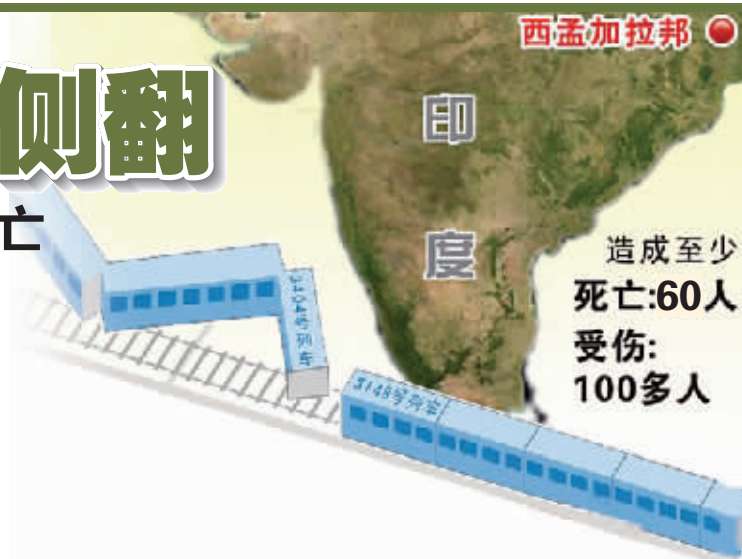 西孟加拉邦
侧翻
亡
印
度
造成至少
死亡:60人
受伤:
100多人
3148号列车